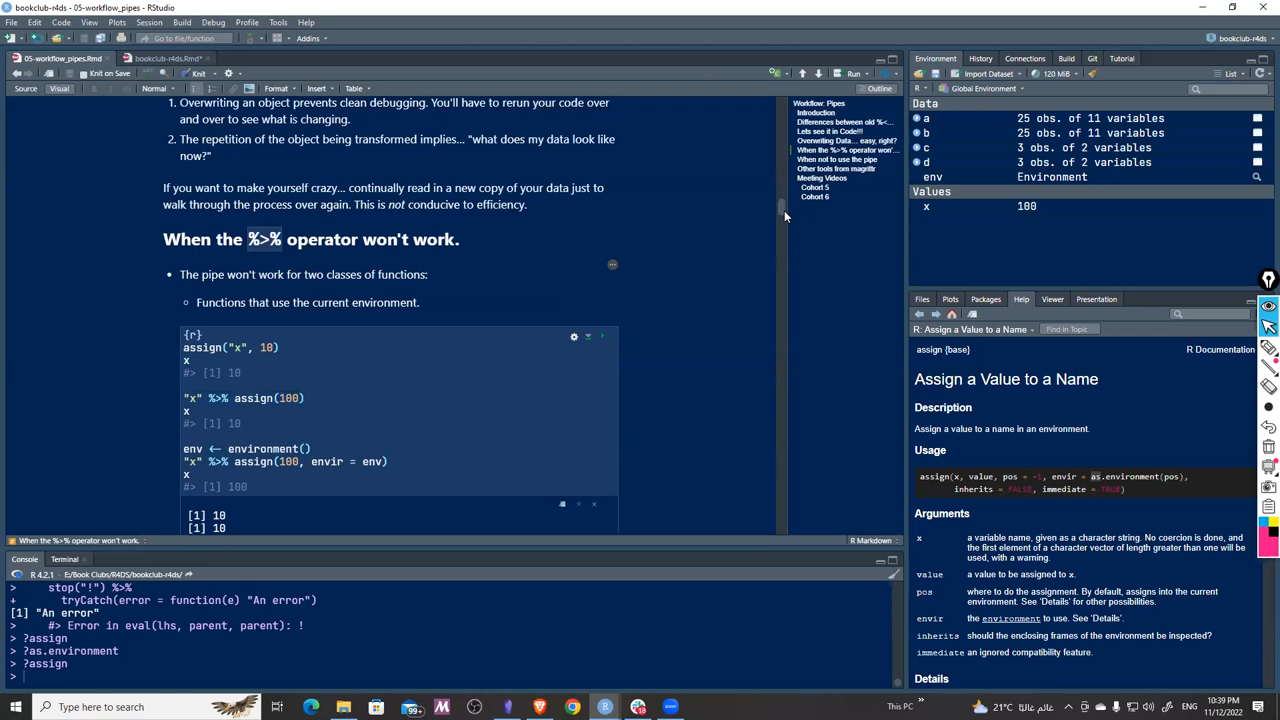 bookclub-r4ds - 05-workflow_pipes - RStudio
File Edit Code View Plots Session Build Debug Profile Tools Help
Go to file/function Addins bookclub-r4ds
05-workflow_pipes.Rmd bookclub-r4ds.Rmd*
Knit on Save Knit Run
Source Visual B I Normal Format Insert Table Outline
1. Overwriting an object prevents clean debugging. You'll have to rerun your code over
and over to see what is changing.
2. The repetition of the object being transformed implies... "what does my data look like
now?"
If you want to make yourself crazy... continually read in a new copy of your data just to
walk through the process over again. This is not conducive to efficiency.
When the %>% operator won't work.
• The pipe won't work for two classes of functions:
Functions that use the current environment.
{r}
assign("x", 10)
x
#> [1] 10
"x" %>% assign(100)
x
#> [1] 10
env <- environment()
"x" %>% assign(100, envir = env)
x
#> [1] 100
[1] 10
[1] 10
When the %>% operator won't work. R Markdown
Workflow: Pipes
Introduction
Differences between old %<...
Lets see it in Code!!!
Overwriting Data... easy, right?
When the %>% operator won'...
When not to use the pipe
Other tools from magrittr
Meeting Videos
Cohort 5
Cohort 6
Console Terminal
R 4.2.1 · E:/Book Clubs/R4DS/bookclub-r4ds/
> stop("!") %>%
+ tryCatch(error = function(e) "An error")
[1] "An error"
> #> Error in eval(lhs, parent, parent): !
> ?assign
> ?as.environment
> ?assign
>
Environment History Connections Build Git Tutorial
Import Dataset 120 MiB List
R Global Environment
Data
a 25 obs. of 11 variables
b 25 obs. of 11 variables
c 3 obs. of 2 variables
d 3 obs. of 2 variables
env Environment
Values
x 100
Files Plots Packages Help Viewer Presentation
R: Assign a Value to a Name Find in Topic
assign {base} R Documentation
Assign a Value to a Name
Description
Assign a value to a name in an environment.
Usage
assign(x, value, pos = -1, envir = as.environment(pos),
inherits = FALSE, immediate = TRUE)
Arguments
x a variable name, given as a character string. No coercion is done, and
the first element of a character vector of length greater than one will be
used, with a warning.
value a value to be assigned to x.
pos where to do the assignment. By default, assigns into the current
environment. See 'Details' for other possibilities.
envir the environment to use. See 'Details'.
inherits should the enclosing frames of the environment be inspected?
immediate an ignored compatibility feature.
Details
Type here to search 99+ This PC » 21°C غائم غالبا 10:39 PM
11/12/2022